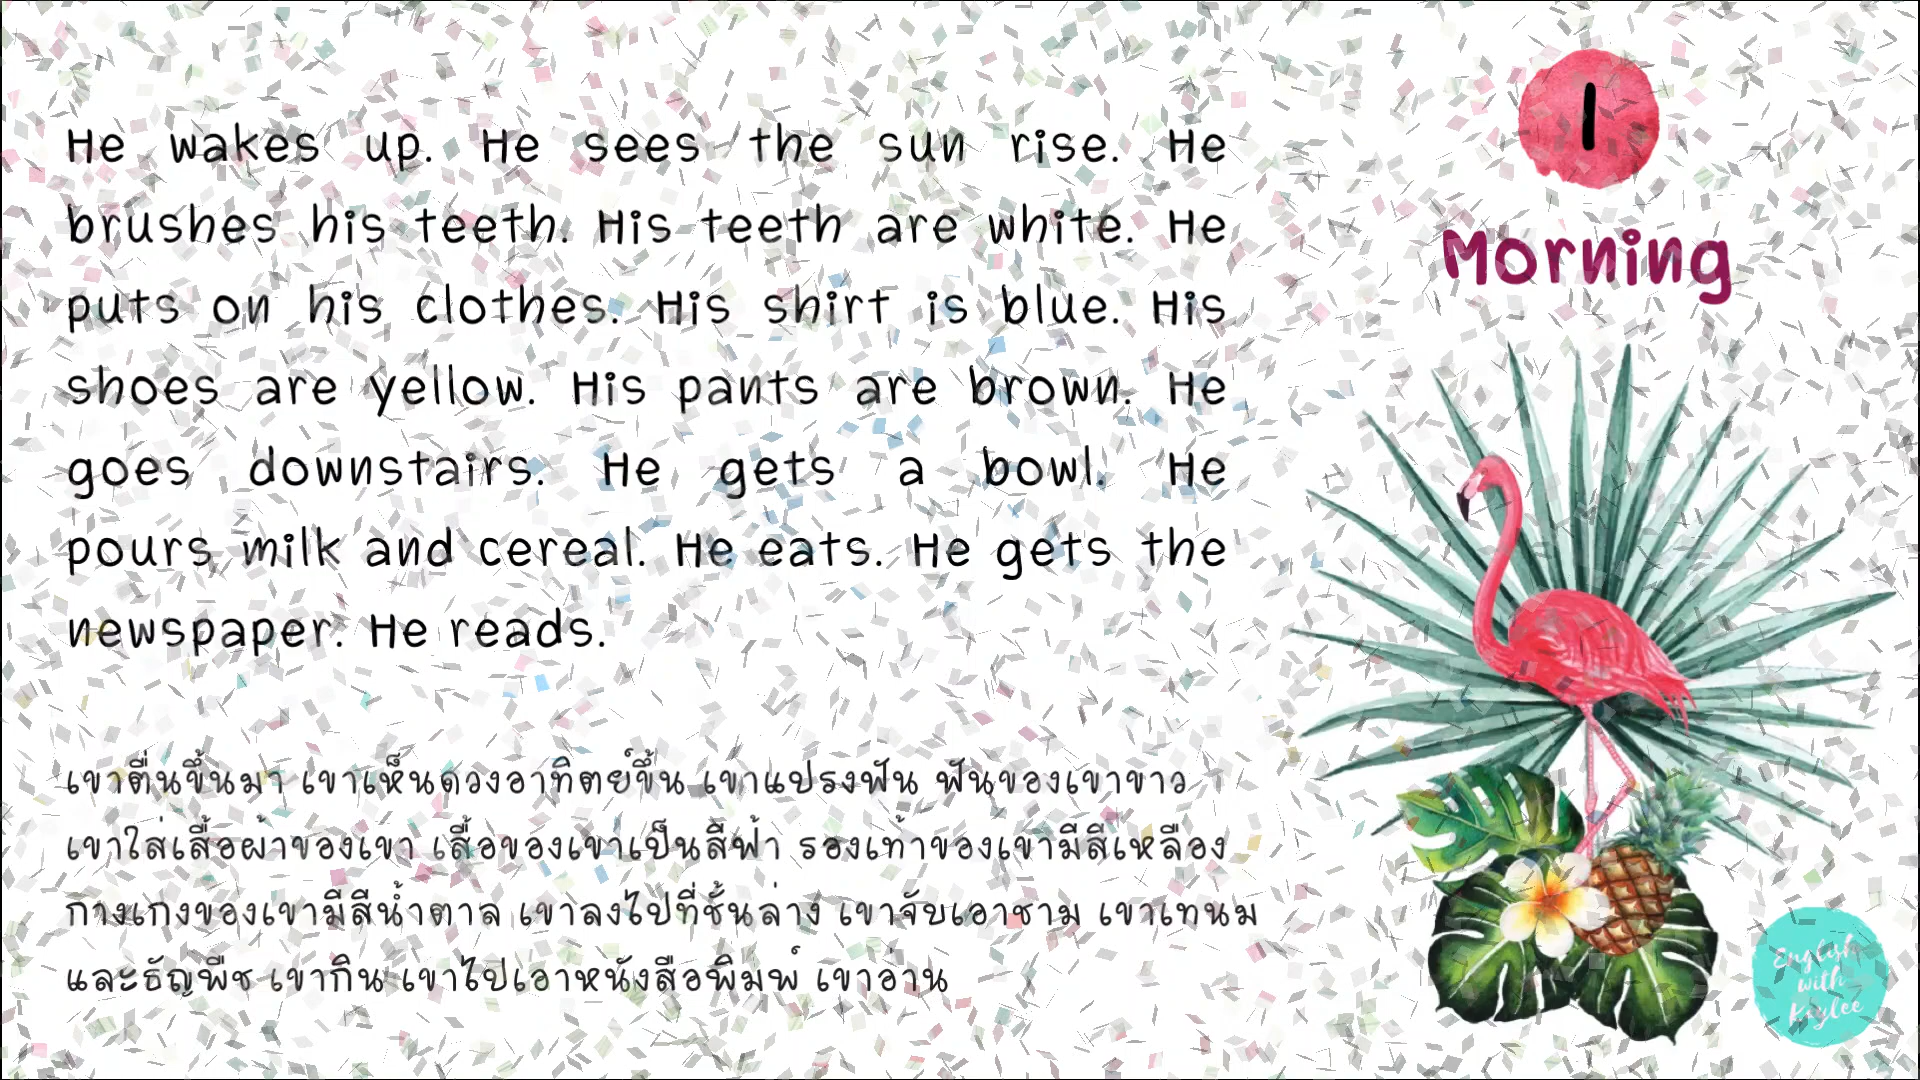 He wakes up. He sees the sun rise. He
brushes his teeth. His teeth are white. He
puts on his clothes. His shirt is blue. His
shoes are yellow. His pants are brown. He
goes downstairs. He gets a bowl. He
pours milk and cereal. He eats. He gets the
newspaper. He reads.
เขาตื่นขึ้นมา เขาเห็นดวงอาทิตย์ขึ้น เขาแปรงฟัน ฟันของเขาขาว
เขาใส่เสื้อผ้าของเขา เสื้อของเขาเป็นสีฟ้า รองเท้าของเขามีสีเหลือง
กางเกงของเขามีสีน้ำตาล เขาลงไปที่ชั้นล่าง เขาจับเอาชาม เขาเทนม
และธัญพืช เขากิน เขาไปเอาหนังสือพิมพ์ เขาอ่าน
1
Morning
English
with
Kaylee